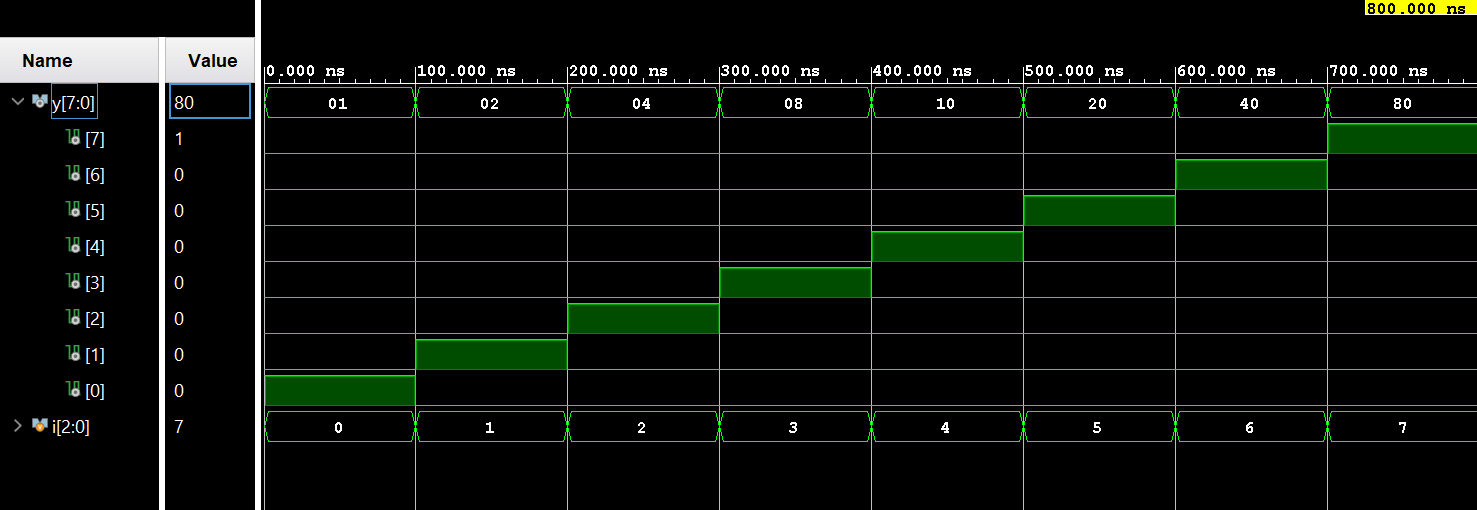 800.000 ns
Name Value
0.000 ns 100.000 ns 200.000 ns 300.000 ns 400.000 ns 500.000 ns 600.000 ns 700.000 ns
y[7:0] 80 01 02 04 08 10 20 40 80
[7] 1
[6] 0
[5] 0
[4] 0
[3] 0
[2] 0
[1] 0
[0] 0
i[2:0] 7 0 1 2 3 4 5 6 7